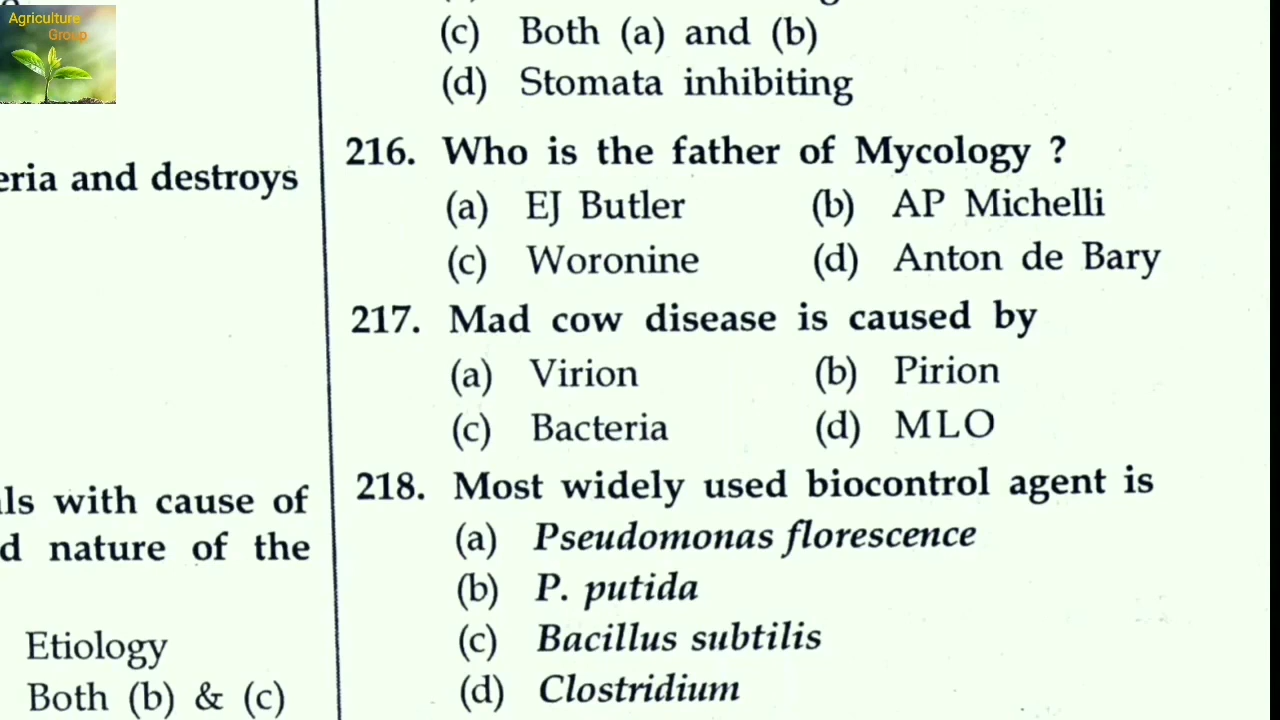 Agriculture
Group
eria and destroys
ls with cause of
d nature of the
Etiology
Both (b) & (c)
(c) Both (a) and (b)
(d) Stomata inhibiting
216. Who is the father of Mycology ?
(a) EJ Butler (b) AP Michelli
(c) Woronine (d) Anton de Bary
217. Mad cow disease is caused by
(a) Virion (b) Pirion
(c) Bacteria (d) MLO
218. Most widely used biocontrol agent is
(a) Pseudomonas florescence
(b) P. putida
(c) Bacillus subtilis
(d) Clostridium